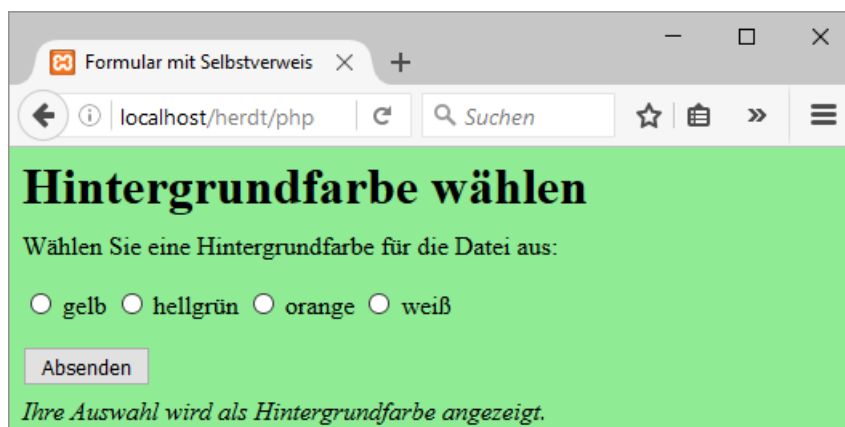 Formular mit Selbstverweis
localhost/herdt/php
Suchen
Hintergrundfarbe wählen
Wählen Sie eine Hintergrundfarbe für die Datei aus:
gelb hellgrün orange weiß
Absenden
Ihre Auswahl wird als Hintergrundfarbe angezeigt.